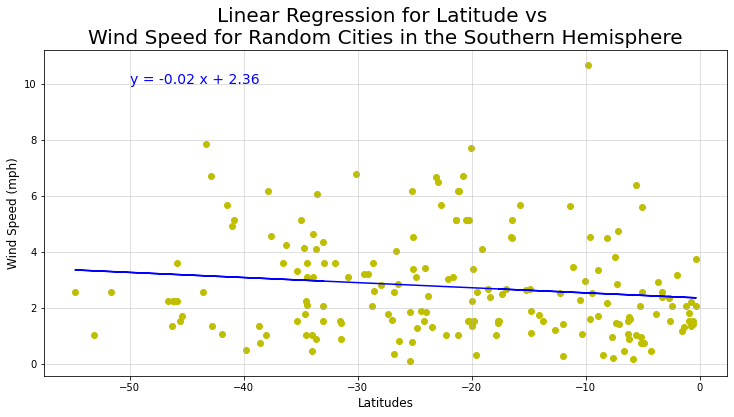 Linear Regression for Latitude vs
Wind Speed for Random Cities in the Southern Hemisphere
y = -0.02 x + 2.36
Wind Speed (mph)
10
8
6
4
2
0
−50
−40
−30
−20
−10
0
Latitudes